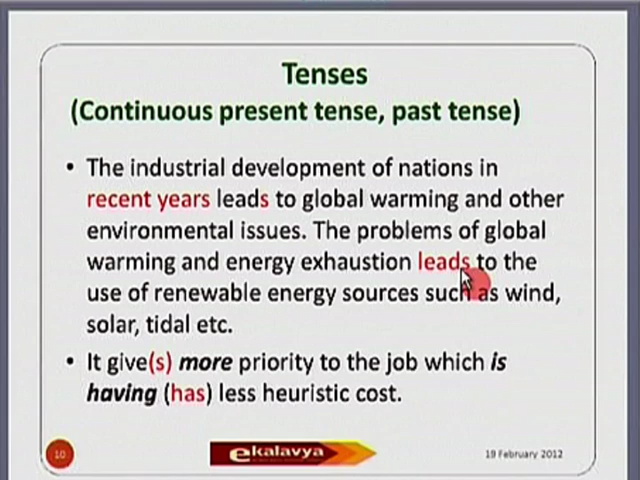 Tenses
(Continuous present tense, past tense)
• The industrial development of nations in
recent years leads to global warming and other
environmental issues. The problems of global
warming and energy exhaustion leads to the
use of renewable energy sources such as wind,
solar, tidal etc.
• It give(s) more priority to the job which is
having (has) less heuristic cost.
10
ekalavya
19 February 2012